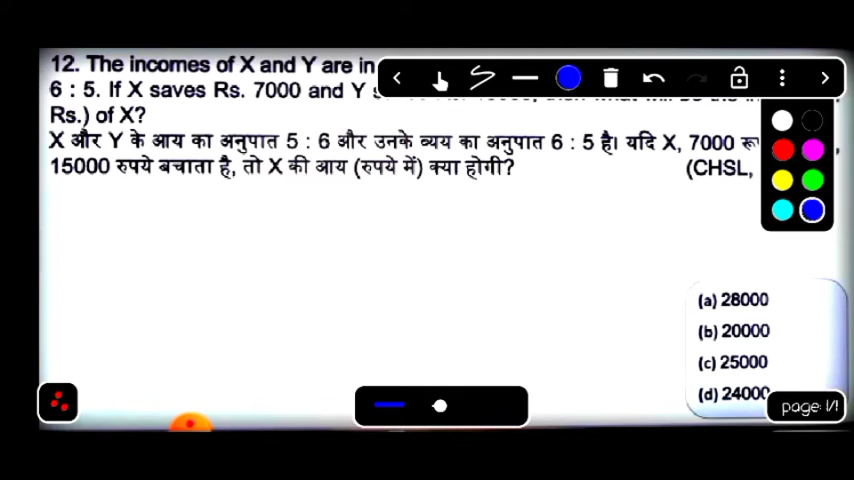 12. The incomes of X and Y are in
6 : 5. If X saves Rs. 7000 and Y
Rs.) of X?
X और Y के आय का अनुपात 5 : 6 और उनके व्यय का अनुपात 6 : 5 है। यदि X, 7000
15000 रुपये बचाता है, तो X की आय (रुपये में) क्या होगी?
(CHSL,
(a) 28000
(b) 20000
(c) 25000
(d) 24000
page: 1/1